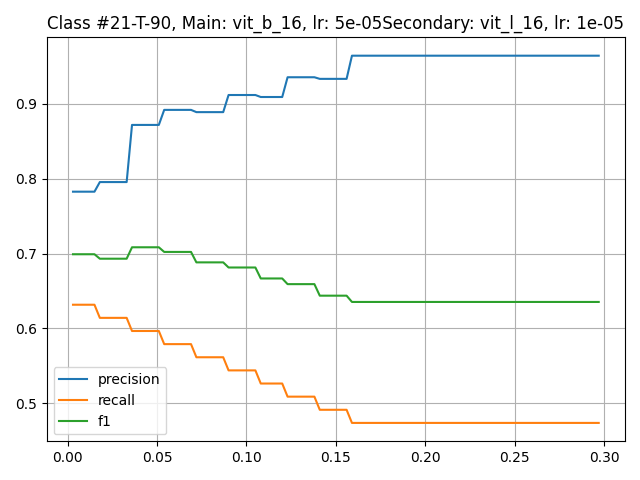 Class #21-T-90, Main: vit_b_16, lr: 5e-05Secondary: vit_l_16, lr: 1e-05
0.9
0.8
0.7
0.6
0.5
precision
recall
f1
0.00 0.05 0.10 0.15 0.20 0.25 0.30